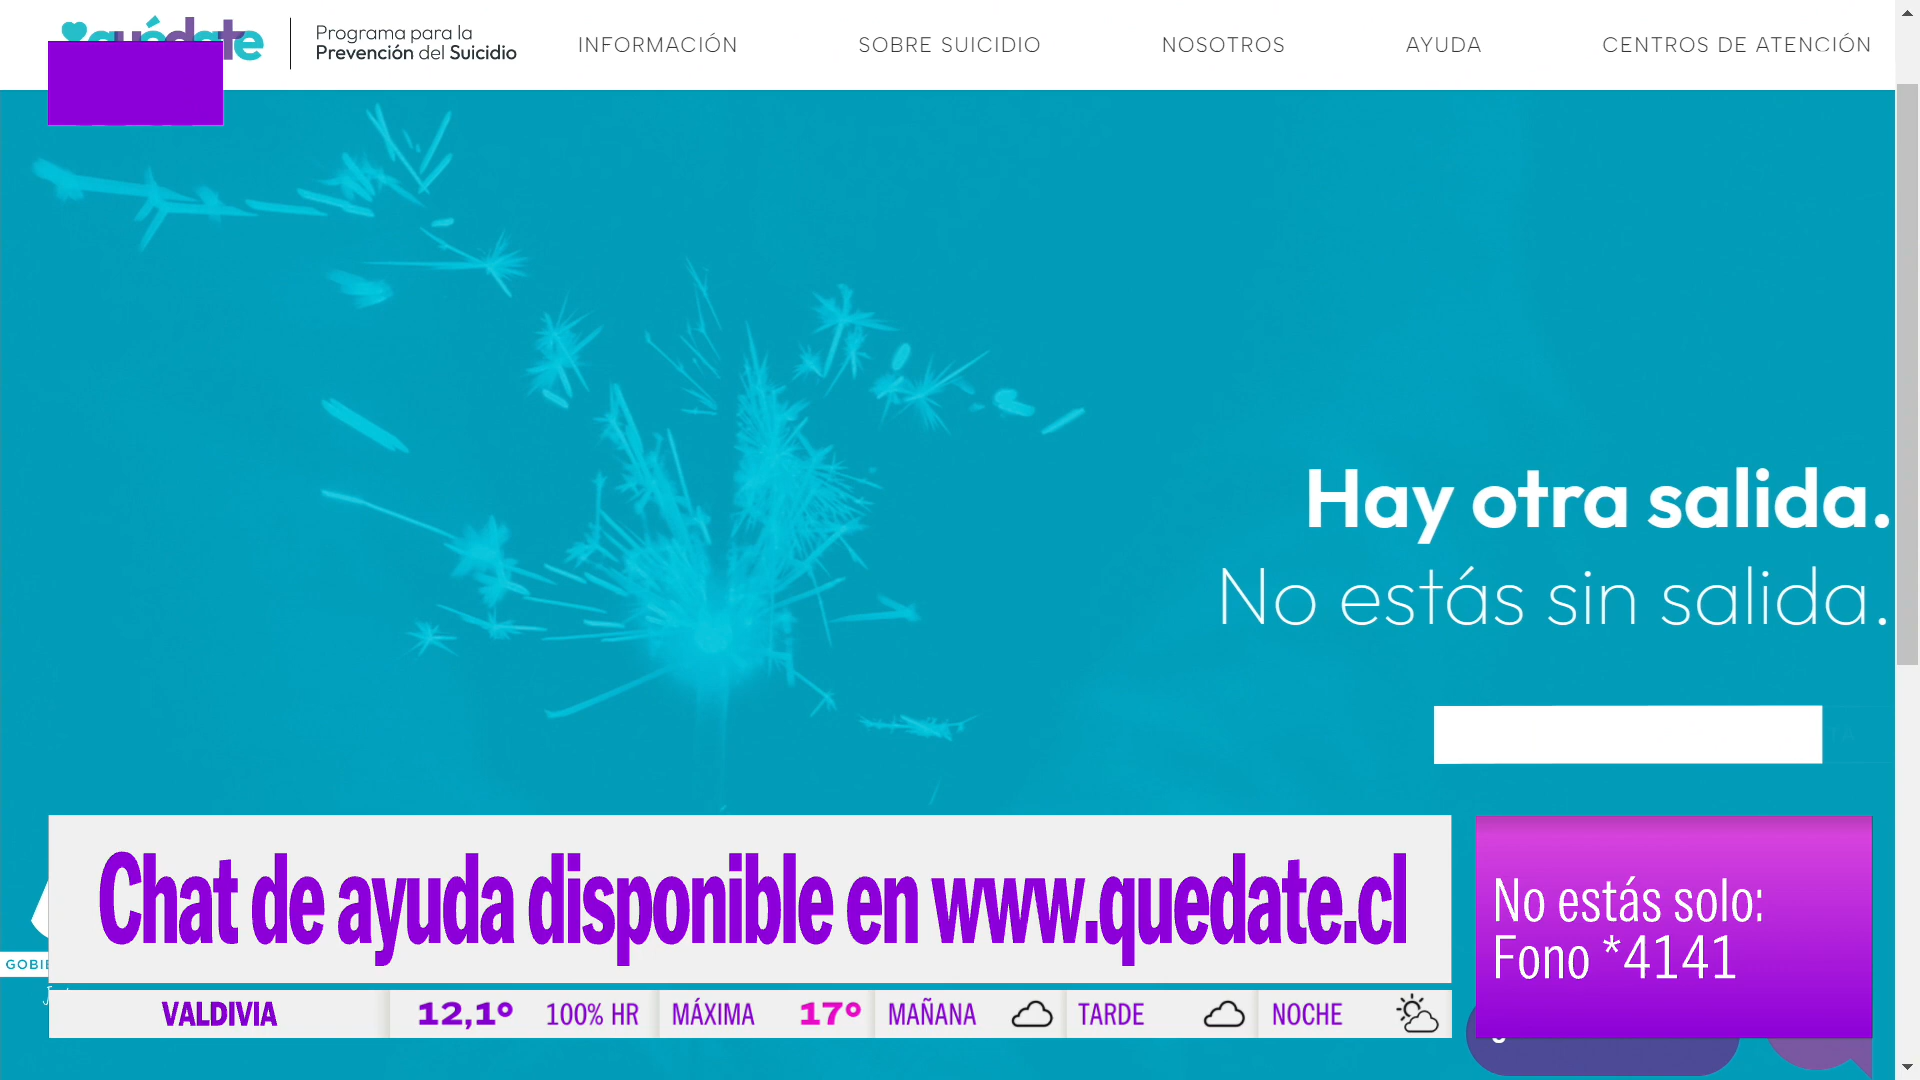 quédate
Programa para la
Prevención del Suicidio
INFORMACIÓN
SOBRE SUICIDIO
NOSOTROS
AYUDA
CENTROS DE ATENCIÓN
Hay otra salida.
No estás sin salida.
Chat de ayuda disponible en www.quedate.cl
No estás solo:
Fono *4141
VALDIVIA 12,1° 100% HR MÁXIMA 17° MAÑANA TARDE NOCHE